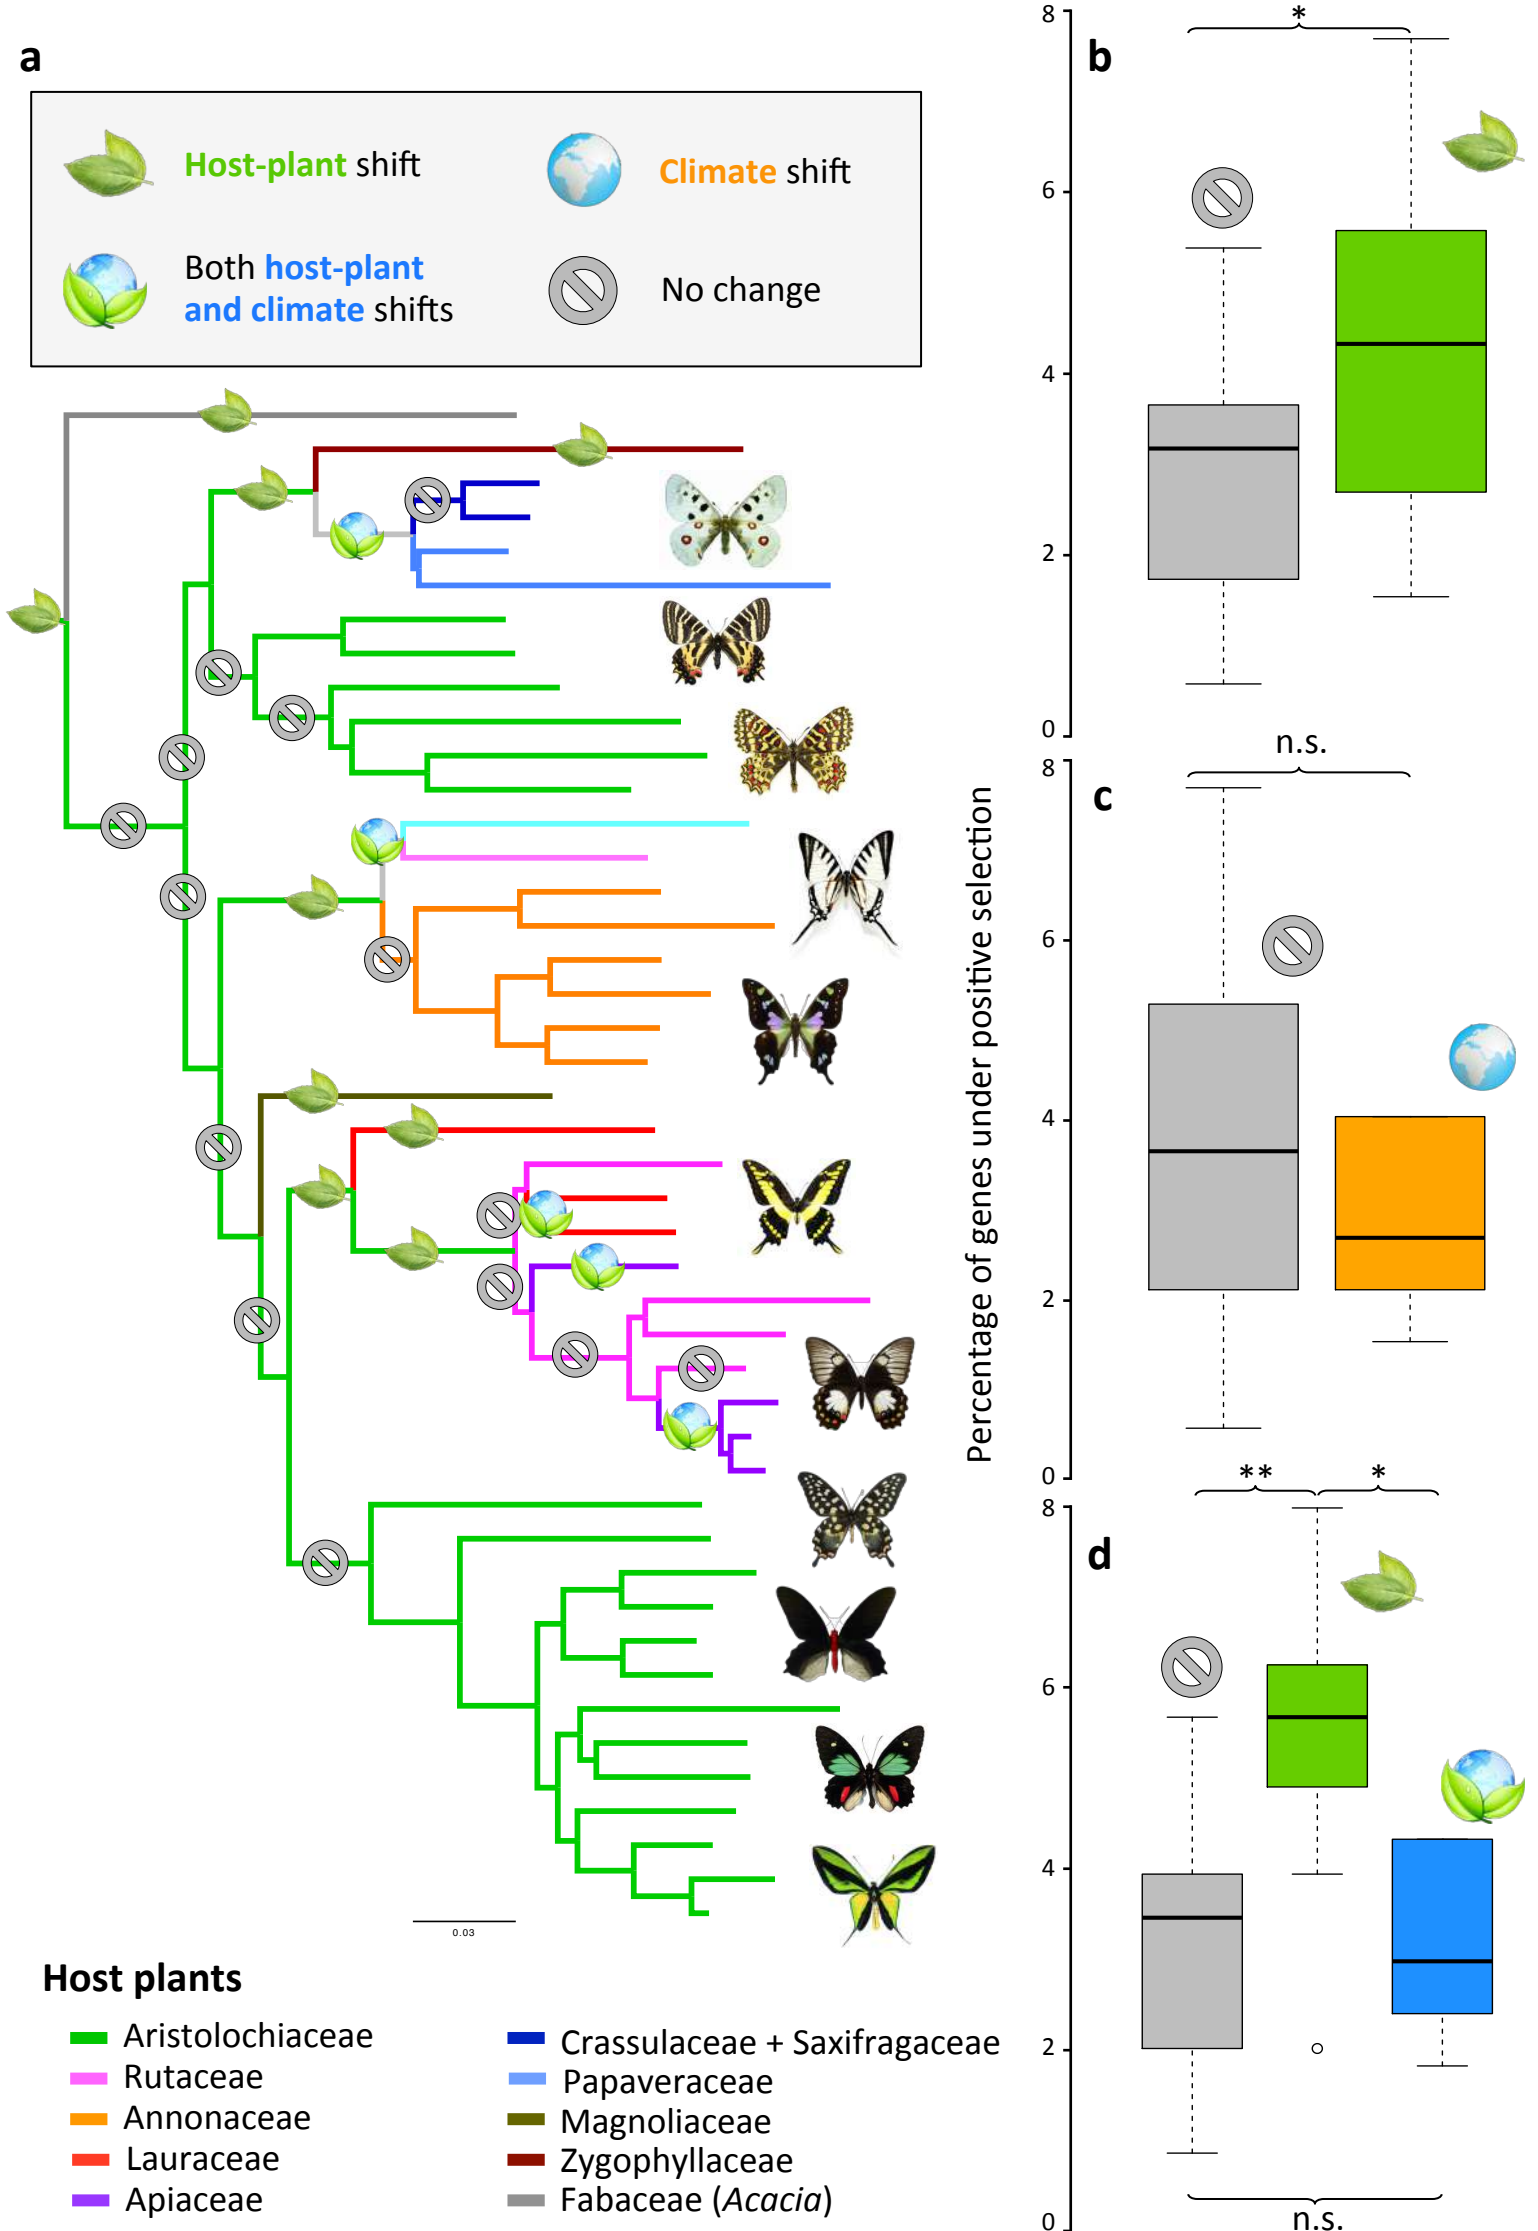 a
Host-plant shift
Climate shift
Both host-plant
and climate shifts
No change
0.03
Host plants
Aristolochiaceae
Rutaceae
Annonaceae
Lauraceae
Apiaceae
Crassulaceae + Saxifragaceae
Papaveraceae
Magnoliaceae
Zygophyllaceae
Fabaceae (Acacia)
Percentage of genes under positive selection
b
*
8
6
4
2
0
c
n.s.
8
6
4
2
0
d
** *
8
6
4
2
0
n.s.